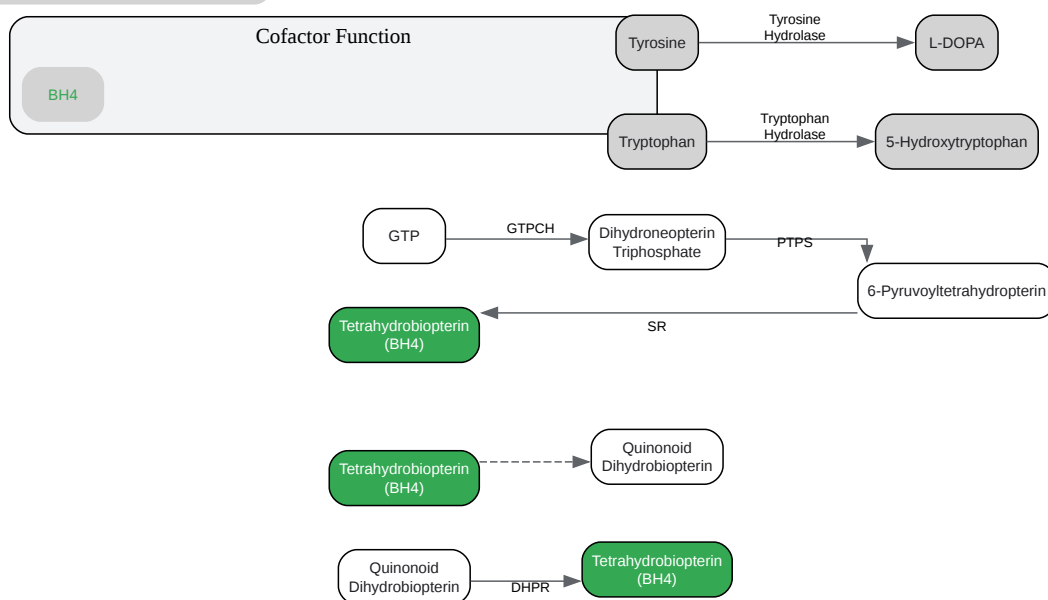 Cofactor Function
BH4
Tyrosine
Tyrosine
Hydrolase
L-DOPA
Tryptophan
Tryptophan
Hydrolase
5-Hydroxytryptophan
GTP
GTPCH
Dihydroneopterin
Triphosphate
PTPS
6-Pyruvoyltetrahydropterin
SR
Tetrahydrobiopterin
(BH4)
Tetrahydrobiopterin
(BH4)
Quinonoid
Dihydrobiopterin
Quinonoid
Dihydrobiopterin
DHPR
Tetrahydrobiopterin
(BH4)